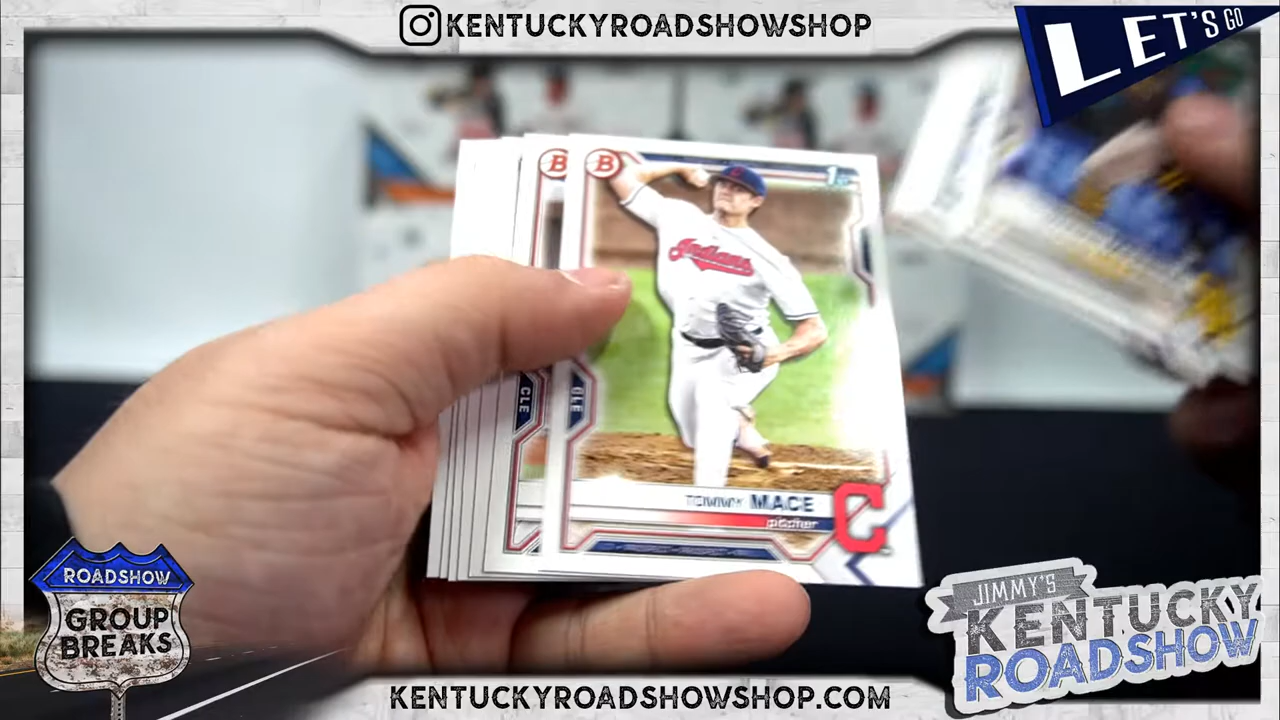 KENTUCKYROADSHOWSHOP
LET'S GO
B
B
1st
C
Indians
CLE
CLE
TOMMY MACE
pitcher
C
ROADSHOW
GROUP
BREAKS
JIMMY'S
KENTUCKY
ROADSHOW
KENTUCKYROADSHOWSHOP.COM